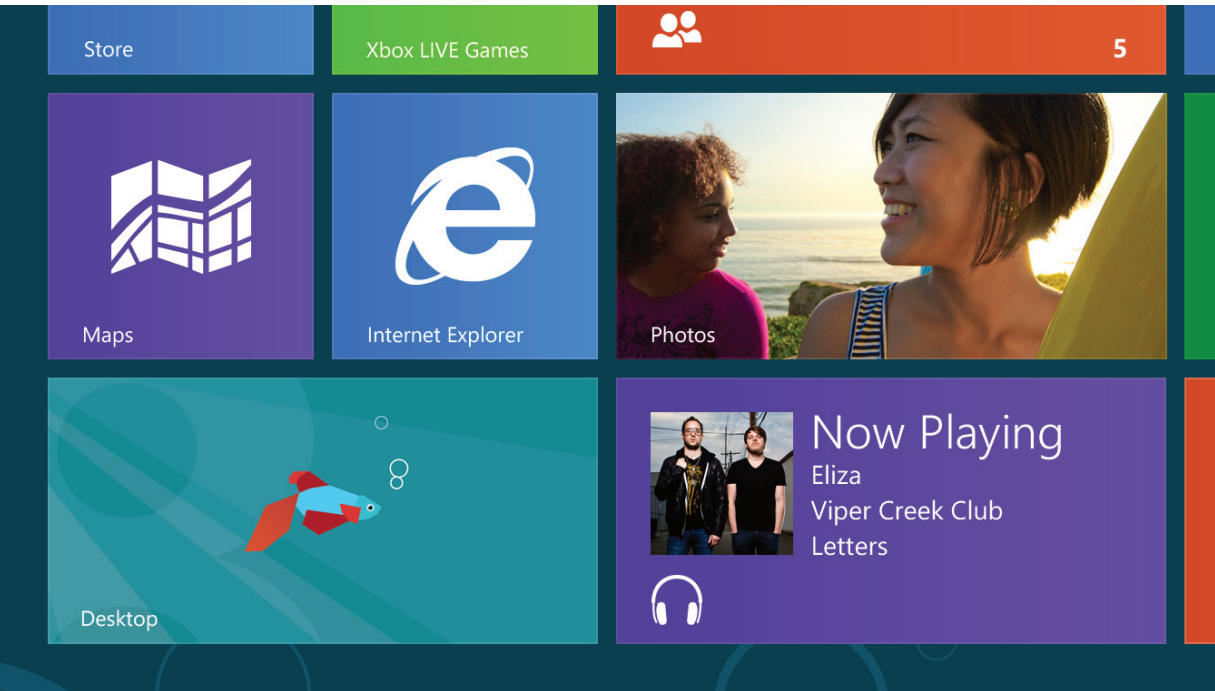 Store
Xbox LIVE Games
5
Maps
Internet Explorer
Photos
Desktop
Now Playing
Eliza
Viper Creek Club
Letters